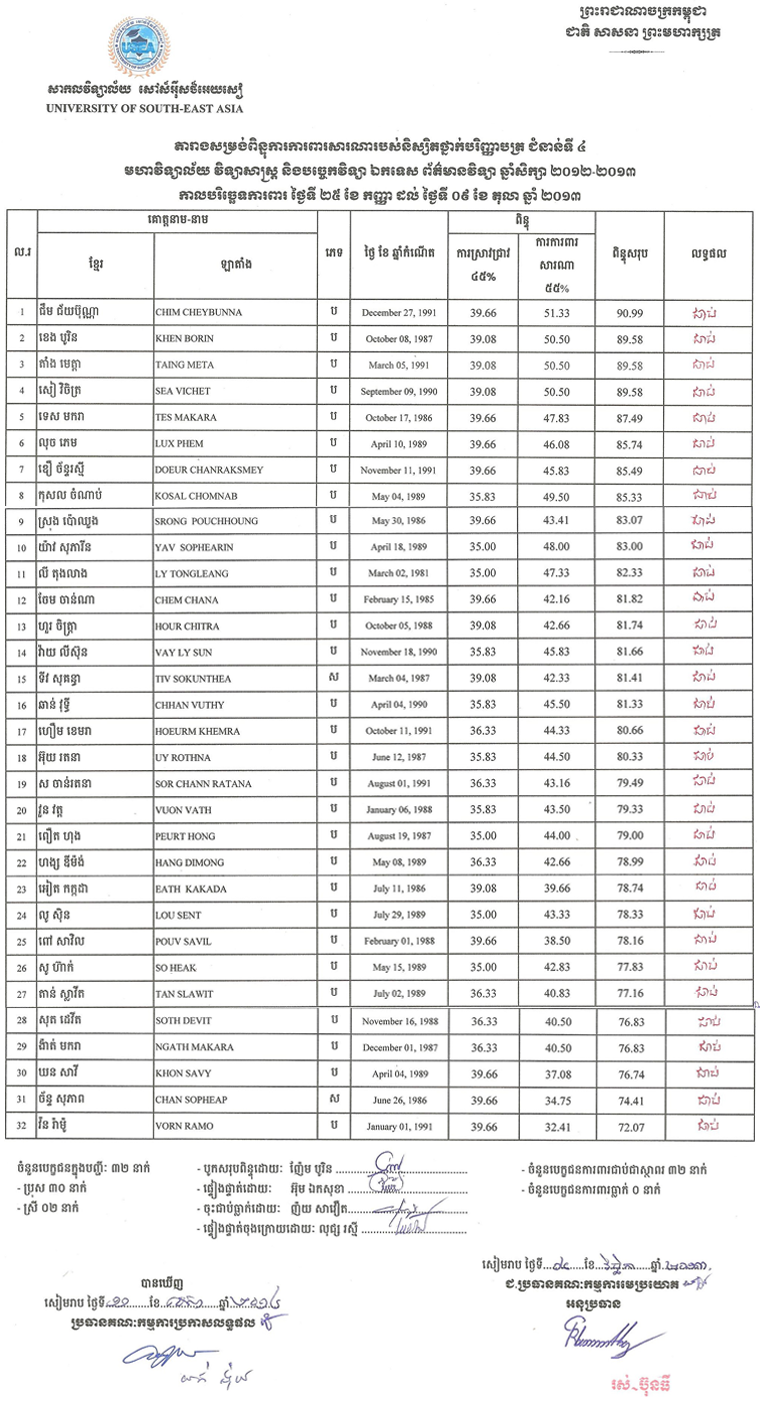 ព្រះរាជាណាចក្រកម្ពុជា
ជាតិ សាសនា ព្រះមហាក្សត្រ
សាកលវិទ្យាល័យ សៅស៍អ៊ីសថ៍អេយសៀ
UNIVERSITY OF SOUTH-EAST ASIA
តារាងសម្រង់ពិន្ទុការការពារសារណារបស់និស្សិតថ្នាក់បរិញ្ញាបត្រ ជំនាន់ទី ៤
មហាវិទ្យាល័យ វិទ្យាសាស្ត្រ និងបច្ចេកវិទ្យា ឯកទេស ព័ត៌មានវិទ្យា ឆ្នាំសិក្សា ២០១២-២០១៣
កាលបរិច្ឆេទការពារ ថ្ងៃទី ២៥ ខែ កញ្ញា ដល់ ថ្ងៃទី ០៩ ខែ តុលា ឆ្នាំ ២០១៣
ល.រ គោត្តនាម-នាម ភេទ ថ្ងៃ ខែ ឆ្នាំកំណើត ពិន្ទុ ពិន្ទុសរុប លទ្ធផល
ខ្មែរ ឡាតាំង ការស្រាវជ្រាវ ៤៥% ការការពារ សារណា ៥៥%
1 ជឹម ជ័យប៊ុណ្ណា CHIM CHEYBUNNA ប December 27, 1991 39.66 51.33 90.99 ជាប់
2 ខេង បូរិន KHEN BORIN ប October 08, 1987 39.08 50.50 89.58 ជាប់
3 តាំង មេត្តា TAING META ប March 05, 1991 39.08 50.50 89.58 ជាប់
4 សៀ វិចិត្រ SEA VICHET ប September 09, 1990 39.08 50.50 89.58 ជាប់
5 ទេស មករា TES MAKARA ប October 17, 1986 39.66 47.83 87.49 ជាប់
6 លុច ភេម LUX PHEM ប April 10, 1989 39.66 46.08 85.74 ជាប់
7 ឌឿ ច័ន្ទរស្មី DOEUR CHANRAKSMEY ប November 11, 1991 39.66 45.83 85.49 ជាប់
8 កុសល ចំណាប់ KOSAL CHOMNAB ប May 04, 1989 35.83 49.50 85.33 ជាប់
9 ស្រុង ប៉ោឈួង SRONG POUCHHOUNG ប May 30, 1986 39.66 43.41 83.07 ជាប់
10 យ៉ាវ សុភារីន YAV SOPHEARIN ប April 18, 1989 35.00 48.00 83.00 ជាប់
11 លី តុងលាង LY TONGLEANG ប March 02, 1981 35.00 47.33 82.33 ជាប់
12 ចែម ចាន់ណា CHEM CHANA ប February 15, 1985 39.66 42.16 81.82 ជាប់
13 ហួរ ចិត្រ្តា HOUR CHITRA ប October 05, 1988 39.08 42.66 81.74 ជាប់
14 វ៉ាយ លីស៊ុន VAY LY SUN ប November 18, 1990 35.83 45.83 81.66 ជាប់
15 ទីវ សុគន្ធា TIV SOKUNTHEA ស March 04, 1987 39.08 42.33 81.41 ជាប់
16 ឆាន់ វុទ្ធី CHHAN VUTHY ប April 04, 1990 35.83 45.50 81.33 ជាប់
17 ហឿម ខេមរា HOEURM KHEMRA ប October 11, 1991 36.33 44.33 80.66 ជាប់
18 អ៊ុយ រតនា UY ROTHNA ប June 12, 1987 35.83 44.50 80.33 ជាប់
19 ស ចាន់រតនា SOR CHANN RATANA ប August 01, 1991 36.33 43.16 79.49 ជាប់
20 វួន វត្ត VUON VATH ប January 06, 1988 35.83 43.50 79.33 ជាប់
21 ពឿត ហុង PEURT HONG ប August 19, 1987 35.00 44.00 79.00 ជាប់
22 ហង្ស ឌីម៉ង់ HANG DIMONG ប May 08, 1989 36.33 42.66 78.99 ជាប់
23 អៀត កក្កដា EATH KAKADA ប July 11, 1986 39.08 39.66 78.74 ជាប់
24 លូ ស៊ិន LOU SENT ប July 29, 1989 35.00 43.33 78.33 ជាប់
25 ពៅ សាវិល POUV SAVIL ប February 01, 1988 39.66 38.50 78.16 ជាប់
26 សូ ហ៊ាក់ SO HEAK ប May 15, 1989 35.00 42.83 77.83 ជាប់
27 តាន់ ស្លាវីត TAN SLAWIT ប July 02, 1989 36.33 40.83 77.16 ជាប់
28 សុត ដេវីត SOTH DEVIT ប November 16, 1988 36.33 40.50 76.83 ជាប់
29 ង៉ាត់ មករា NGATH MAKARA ប December 01, 1987 36.33 40.50 76.83 ជាប់
30 ឃន សាវី KHON SAVY ប April 04, 1989 39.66 37.08 76.74 ជាប់
31 ច័ន្ទ សុភាព CHAN SOPHEAP ស June 26, 1986 39.66 34.75 74.41 ជាប់
32 វ៉ន រ៉ាម៉ូ VORN RAMO ប January 01, 1991 39.66 32.41 72.07 ជាប់
ចំនួនបេក្ខជនក្នុងបញ្ជី: ៣២ នាក់
- ប្រុស ៣០ នាក់
- ស្រី ០២ នាក់
- បូកសរុបពិន្ទុដោយ: ញ៉ែម បូរិន
- ផ្ទៀងផ្ទាត់ដោយ: អ៊ុម ឯកសុខា
- ចុះជាប់ធ្លាក់ដោយ: ញ៉យ សាវឿត
- ផ្ទៀងផ្ទាត់ចុងក្រោយដោយ: លុជ្ស រស្មី
- ចំនួនបេក្ខជនការពារជាប់ជាស្ថាពរ ៣២ នាក់
- ចំនួនបេក្ខជនការពារធ្លាក់ ០ នាក់
សៀមរាប ថ្ងៃទី ខែ ឆ្នាំ ២០១៣
ជ.ប្រធានគណ:កម្មការមេប្រយោគ
អនុប្រធាន
រស់ ប៊ុនធី
បានឃើញ
សៀមរាប ថ្ងៃទី ខែ ឆ្នាំ ២០១៤
ប្រធានគណ:កម្មការប្រកាសលទ្ធផល